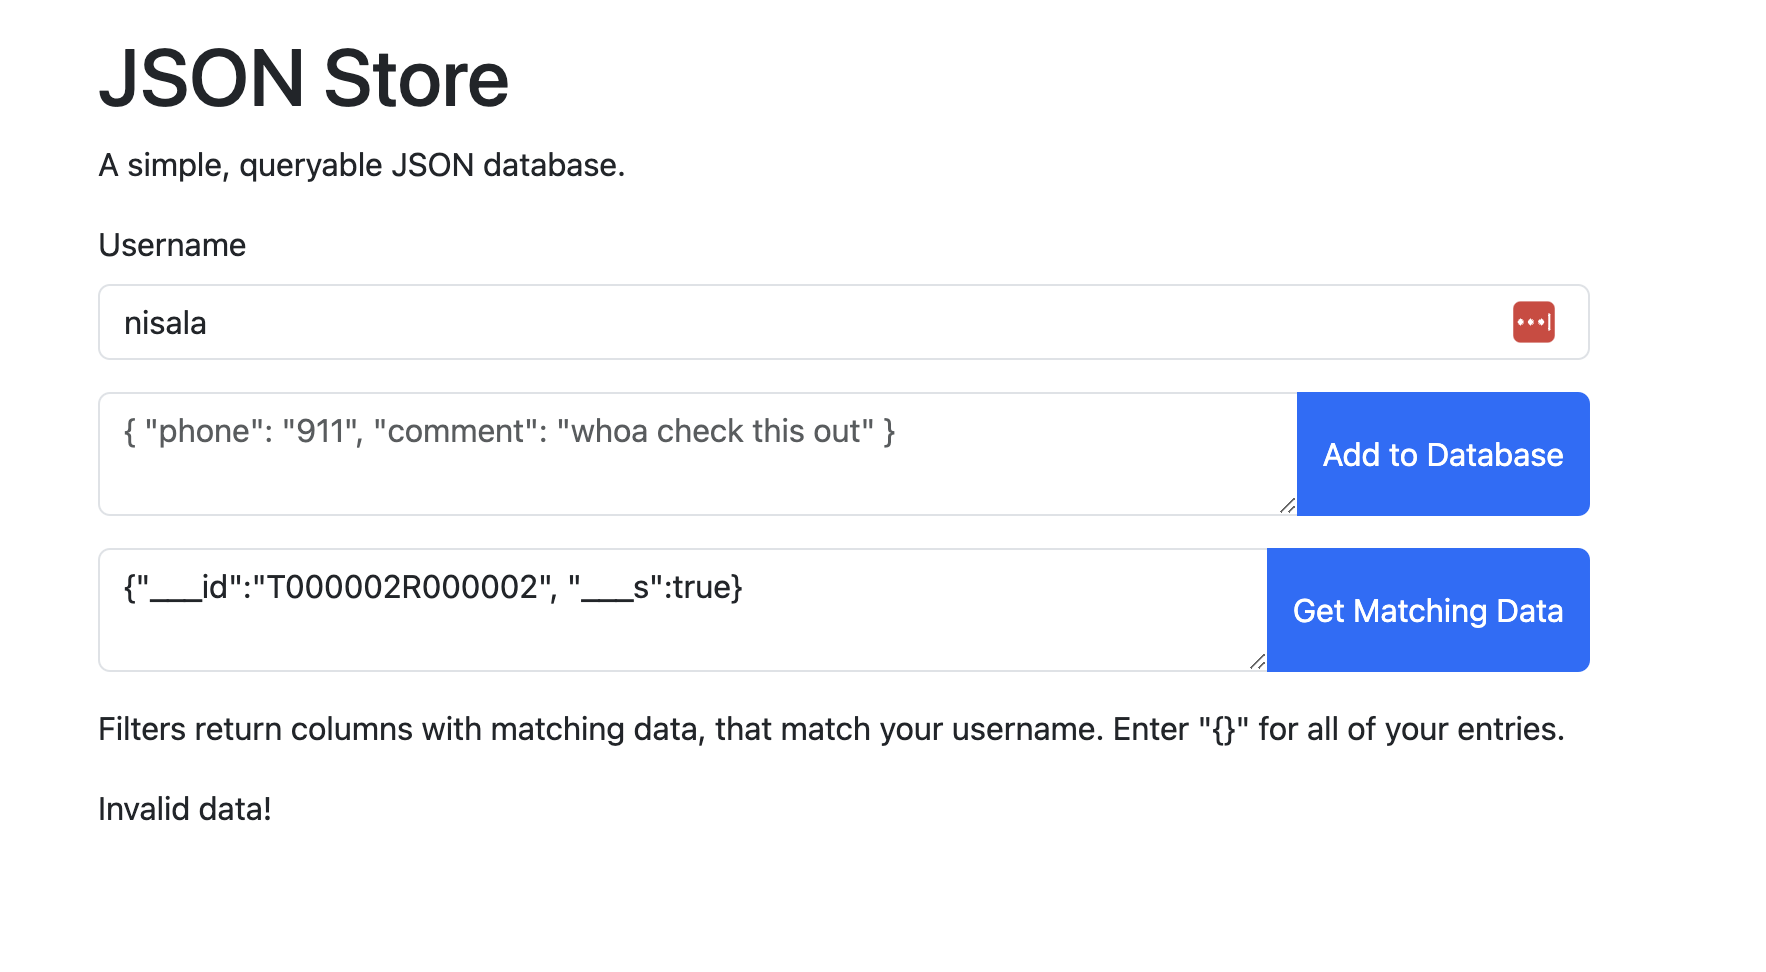 JSON Store
A simple, queryable JSON database.
Username
nisala
{ "phone": "911", "comment": "whoa check this out" }
Add to Database
{"___id":"T000002R000002", "___s":true}
Get Matching Data
Filters return columns with matching data, that match your username. Enter "{}" for all of your entries.
Invalid data!